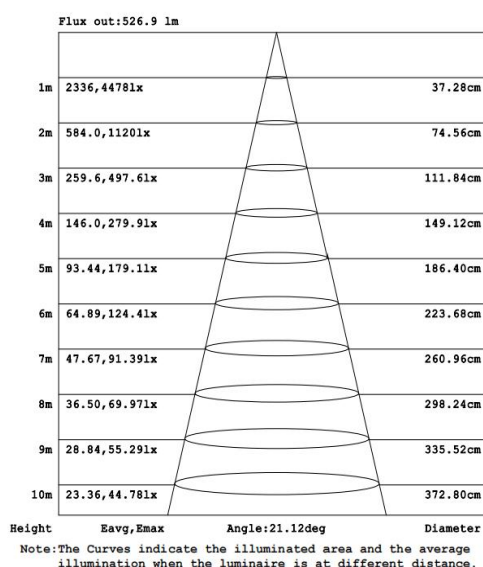 Flux out:526.9 lm
1m 2336,4478lx 37.28cm
2m 584.0,1120lx 74.56cm
3m 259.6,497.6lx 111.84cm
4m 146.0,279.9lx 149.12cm
5m 93.44,179.1lx 186.40cm
6m 64.89,124.4lx 223.68cm
7m 47.67,91.39lx 260.96cm
8m 36.50,69.97lx 298.24cm
9m 28.84,55.29lx 335.52cm
10m 23.36,44.78lx 372.80cm
Height Eavg,Emax Angle:21.12deg Diameter
Note:The Curves indicate the illuminated area and the average
illumination when the luminaire is at different distance.